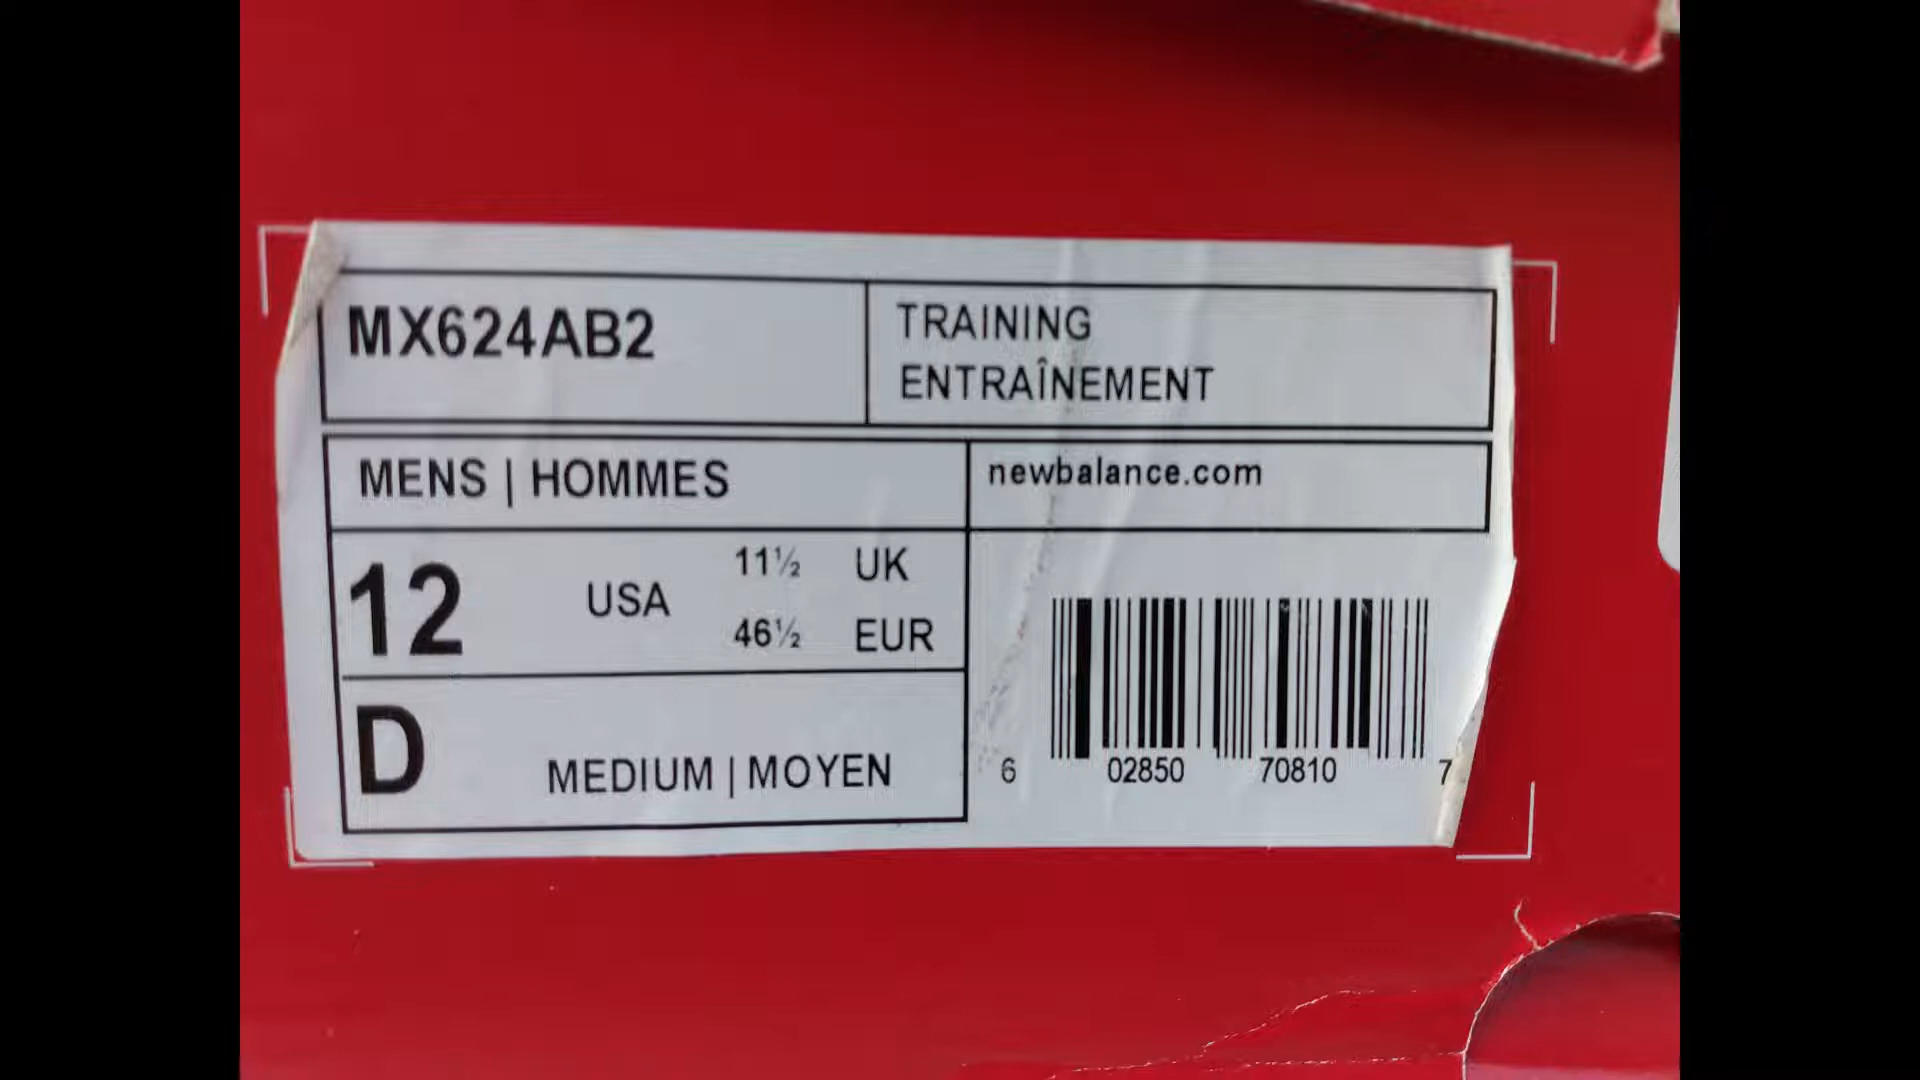 MX624AB2
TRAINING
ENTRAÎNEMENT
MENS | HOMMES
newbalance.com
12 USA 11½ UK
46½ EUR
D MEDIUM | MOYEN
6 02850 70810 7